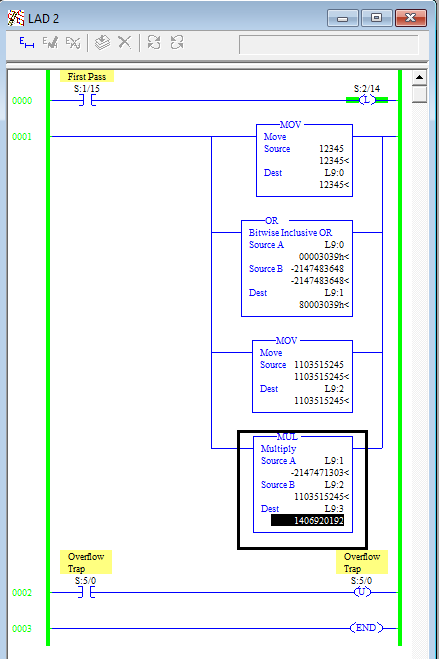 LAD 2
First Pass
S:1/15
S:2/14
0000
L
0001
MOV
Move
Source 12345
12345<
Dest L9:0
12345<
OR
Bitwise Inclusive OR
Source A L9:0
00003039h<
Source B -2147483648
-2147483648<
Dest L9:1
80003039h<
MOV
Move
Source 1103515245
1103515245<
Dest L9:2
1103515245<
MUL
Multiply
Source A L9:1
-2147471303<
Source B L9:2
1103515245<
Dest L9:3
1406920192
Overflow
Trap
S:5/0
Overflow
Trap
S:5/0
0002
U
0003
END